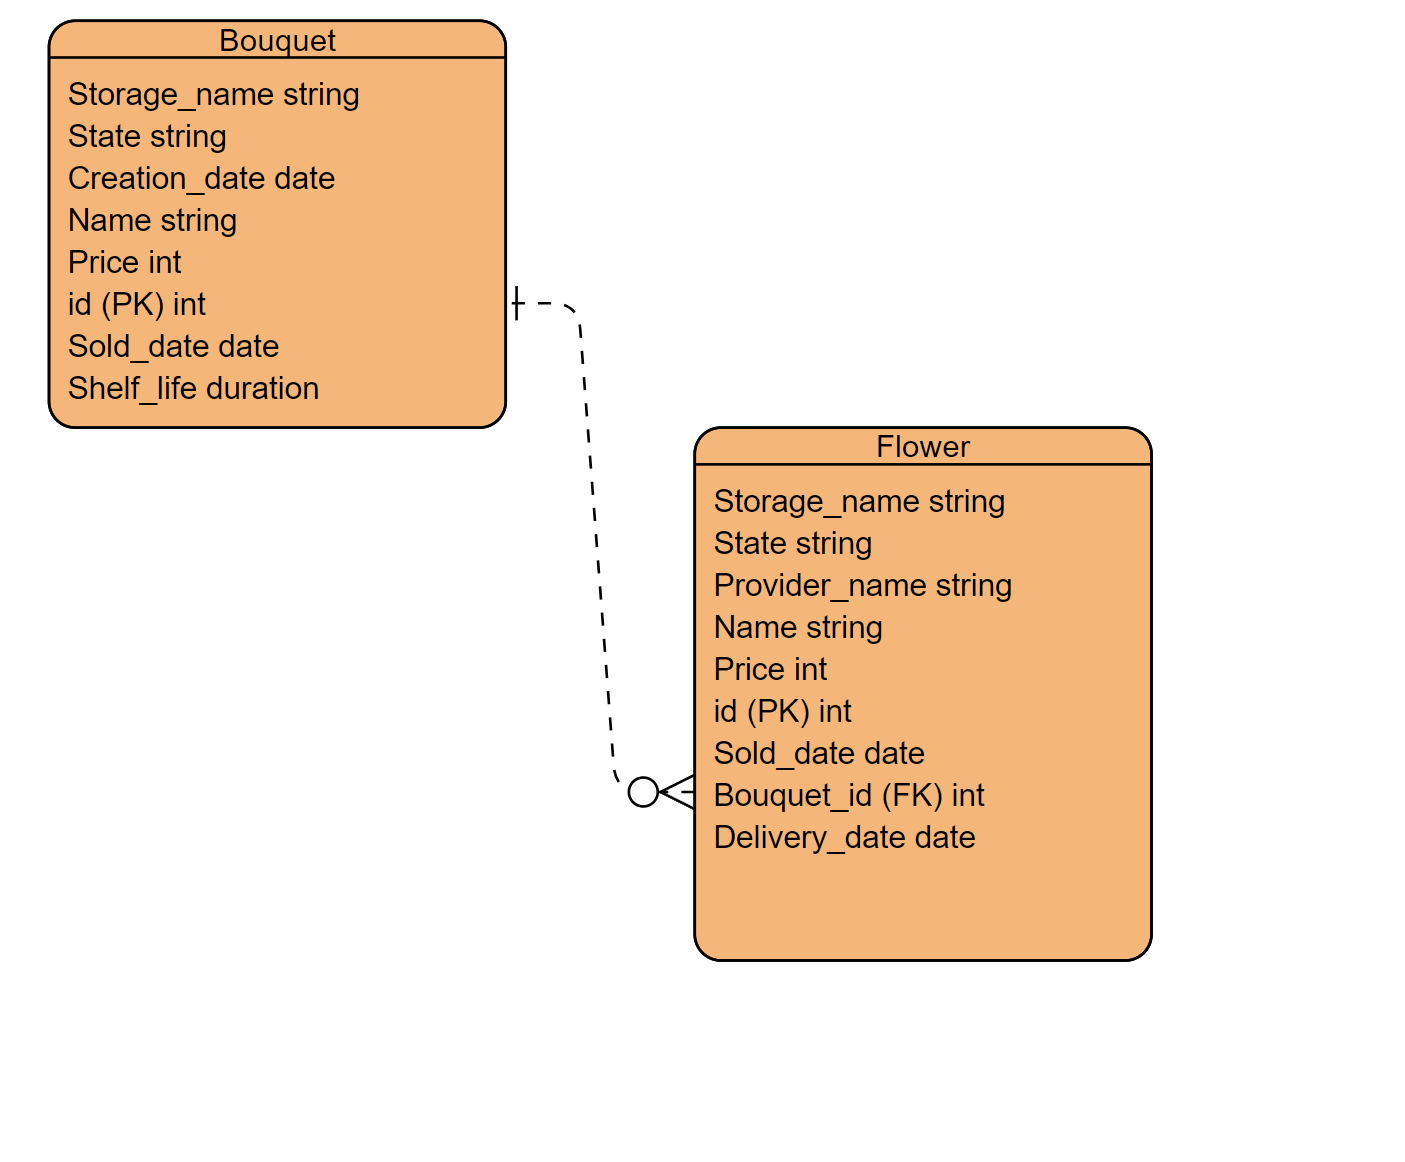 Bouquet
Storage_name string
State string
Creation_date date
Name string
Price int
id (PK) int
Sold_date date
Shelf_life duration
Flower
Storage_name string
State string
Provider_name string
Name string
Price int
id (PK) int
Sold_date date
Bouquet_id (FK) int
Delivery_date date